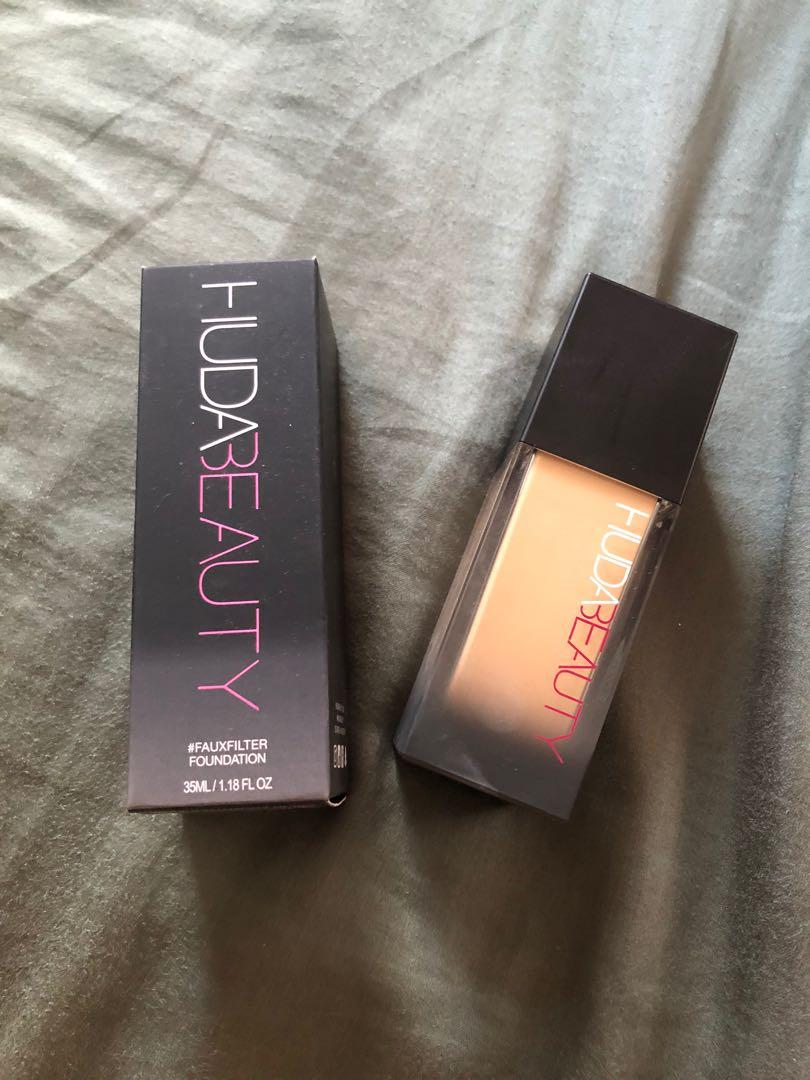 HUDABEAUTY
#FAUXFILTER
FOUNDATION
35ML / 1.18 FL OZ
HUDABEAUTY